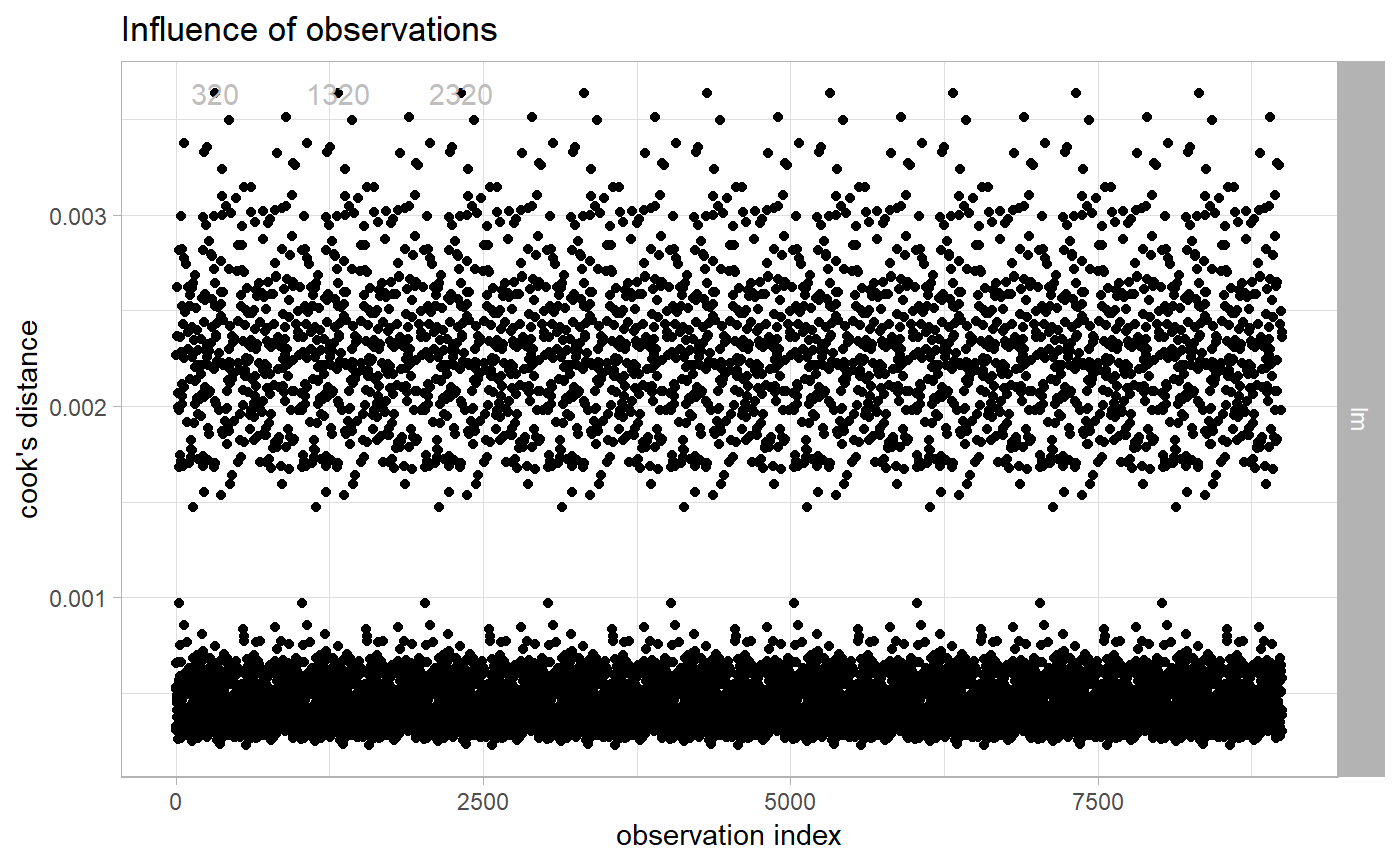 Influence of observations
320 1320 2320
0.003
0.002
0.001
cook's distance
lm
0 2500 5000 7500
observation index